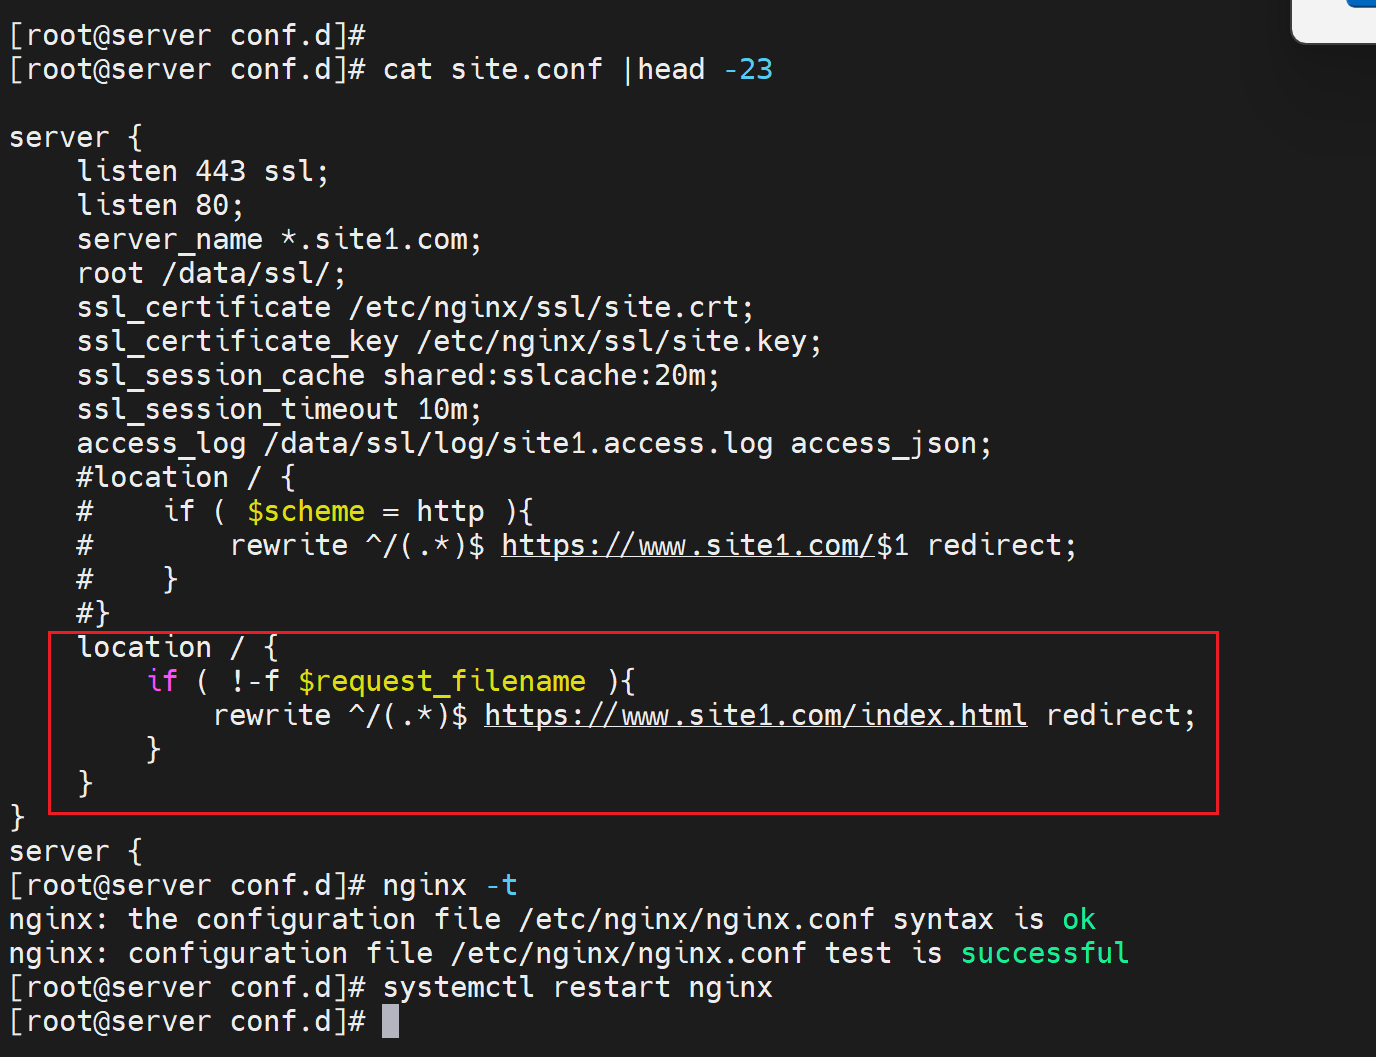 [root@server conf.d]#
[root@server conf.d]# cat site.conf |head -23

server {
    listen 443 ssl;
    listen 80;
    server_name *.site1.com;
    root /data/ssl/;
    ssl_certificate /etc/nginx/ssl/site.crt;
    ssl_certificate_key /etc/nginx/ssl/site.key;
    ssl_session_cache shared:sslcache:20m;
    ssl_session_timeout 10m;
    access_log /data/ssl/log/site1.access.log access_json;
    #location / {
    #    if ( $scheme = http ){
    #        rewrite ^/(.*)$ https://www.site1.com/$1 redirect;
    #    }
    #}
    location / {
        if ( !-f $request_filename ){
            rewrite ^/(.*)$ https://www.site1.com/index.html redirect;
        }
    }
}
server {
[root@server conf.d]# nginx -t
nginx: the configuration file /etc/nginx/nginx.conf syntax is ok
nginx: configuration file /etc/nginx/nginx.conf test is successful
[root@server conf.d]# systemctl restart nginx
[root@server conf.d]#